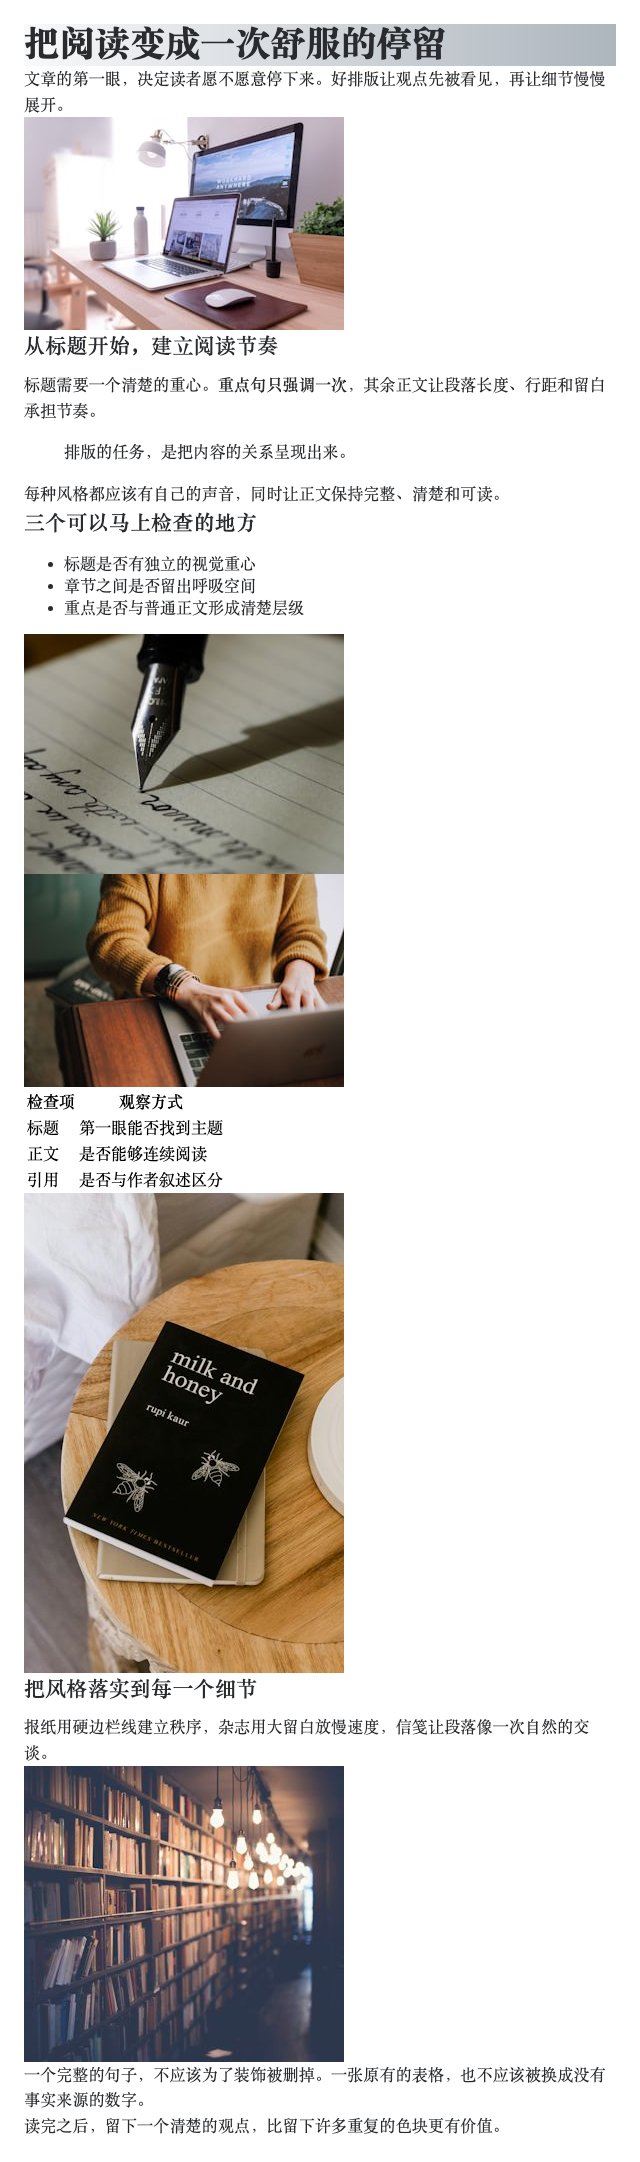 把阅读变成一次舒服的停留
文章的第一眼，决定读者愿不愿意停下来。好排版让观点先被看见，再让细节慢慢
展开。
WORK HARD
ANYWHERE
从标题开始，建立阅读节奏
标题需要一个清楚的重心。重点句只强调一次，其余正文让段落长度、行距和留白
承担节奏。
排版的任务，是把内容的关系呈现出来。
每种风格都应该有自己的声音，同时让正文保持完整、清楚和可读。
三个可以马上检查的地方
标题是否有独立的视觉重心
章节之间是否留出呼吸空间
重点是否与普通正文形成清楚层级
mission
检查项 观察方式
标题 第一眼能否找到主题
正文 是否能够连续阅读
引用 是否与作者叙述区分
milk and
honey
rupi kaur
NEW YORK TIMES BESTSELLER
把风格落实到每一个细节
报纸用硬边栏线建立秩序，杂志用大留白放慢速度，信笺让段落像一次自然的交
谈。
一个完整的句子，不应该为了装饰被删掉。一张原有的表格，也不应该被换成没有
事实来源的数字。
读完之后，留下一个清楚的观点，比留下许多重复的色块更有价值。